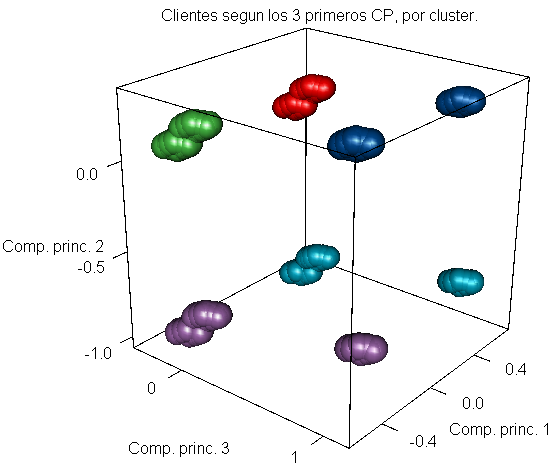 Clientes segun los 3 primeros CP, por cluster.
0.0
Comp. princ. 2
-0.5
-1.0
0
0.4
0.0
Comp. princ. 1
-0.4
Comp. princ. 3
1